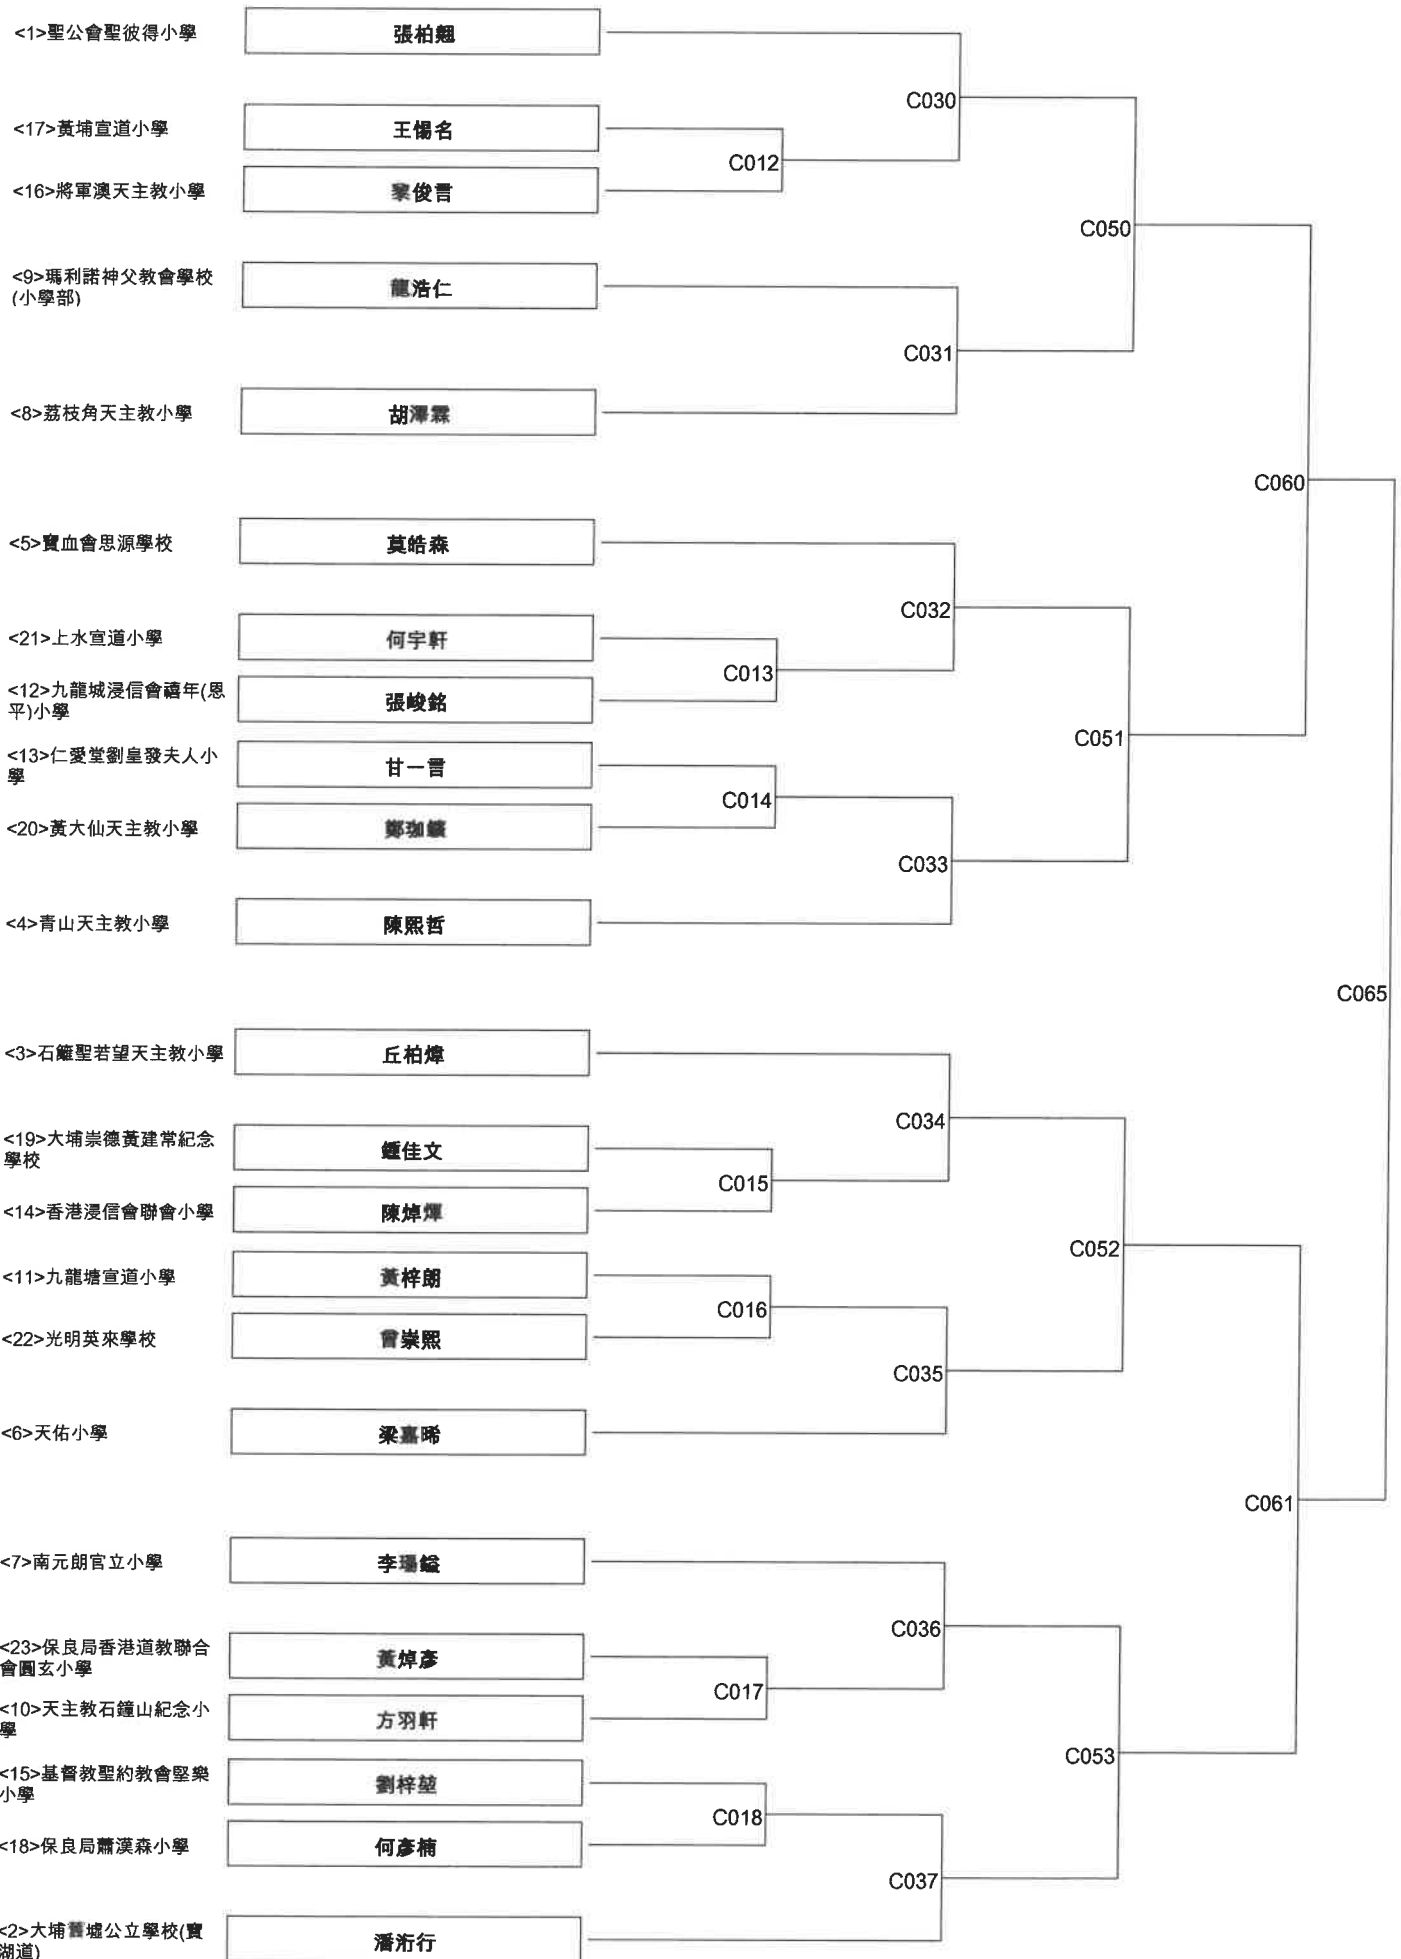 <1>聖公會聖彼得小學
張柏翹
C030
<17>黃埔宣道小學
王惕名
C012
<16>將軍澳天主教小學
黎俊言
C050
<9>瑪利諾神父教會學校
(小學部)
龍浩仁
C031
<8>荔枝角天主教小學
胡澤霖
C060
<5>寶血會思源學校
莫皓森
C032
<21>上水宣道小學
何宇軒
C013
<12>九龍城浸信會禧年(恩
平)小學
張峻銘
C051
<13>仁愛堂劉皇發夫人小
學
甘一言
C014
<20>黃大仙天主教小學
鄭珈
C033
<4>青山天主教小學
陳熙哲
C065
<3>石籬聖若望天主教小學
丘柏煒
C034
<19>大埔崇德黃建常紀念
學校
鍾佳文
C015
<14>香港浸信會聯會小學
陳焯燁
C052
<11>九龍塘宣道小學
黃梓朗
C016
<22>光明英來學校
曾崇熙
C035
<6>天佑小學
梁嘉晞
C061
<7>南元朗官立小學
李鎰
C036
<23>保良局香港道教聯合
會圓玄小學
黃焯彥
C017
<10>天主教石鐘山紀念小
學
方羽軒
C053
<15>基督教聖約教會堅樂
小學
劉梓堃
C018
<18>保良局蕭漢森小學
何彥楠
C037
<2>大埔舊墟公立學校(寶
湖道)
潘洐行